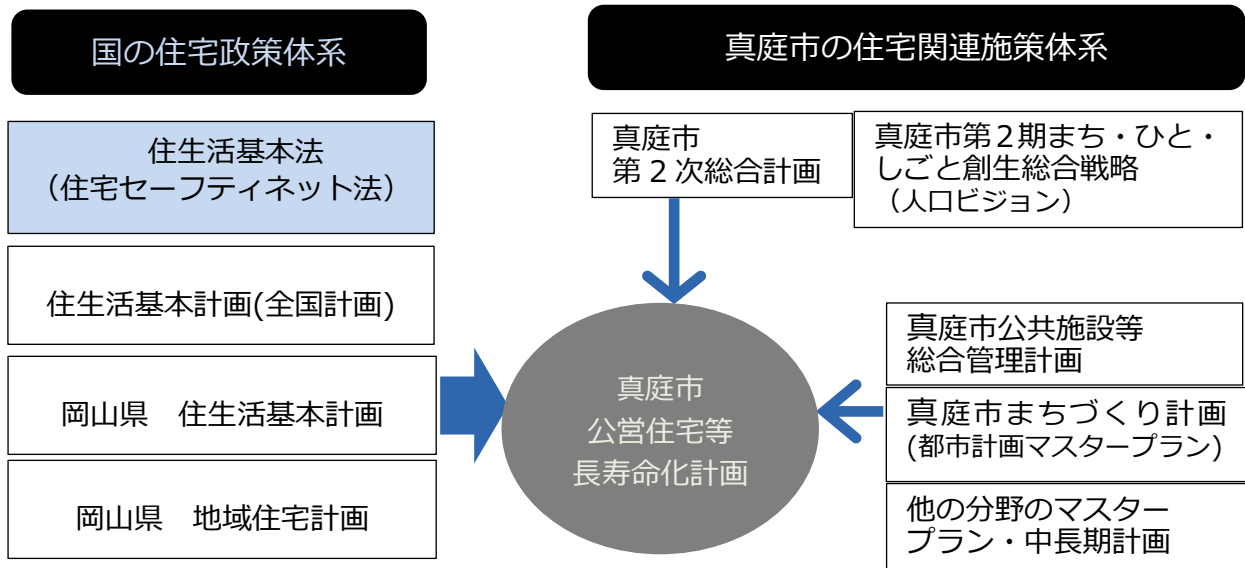 国の住宅政策体系
住生活基本法
（住宅セーフティネット法）
住生活基本計画(全国計画)
岡山県　住生活基本計画
岡山県　地域住宅計画
真庭市の住宅関連施策体系
真庭市
第２次総合計画
真庭市第２期まち・ひと・
しごと創生総合戦略
（人口ビジョン）
真庭市
公営住宅等
長寿命化計画
真庭市公共施設等
総合管理計画
真庭市まちづくり計画
(都市計画マスタープラン)
他の分野のマスター
プラン・中長期計画